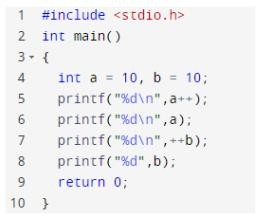 1 #include <stdio.h>
2 int main()
3 {
4 int a = 10, b = 10;
5 printf("%d\n",a++);
6 printf("%d\n",a);
7 printf("%d\n",++b);
8 printf("%d",b);
9 return 0;
10 }